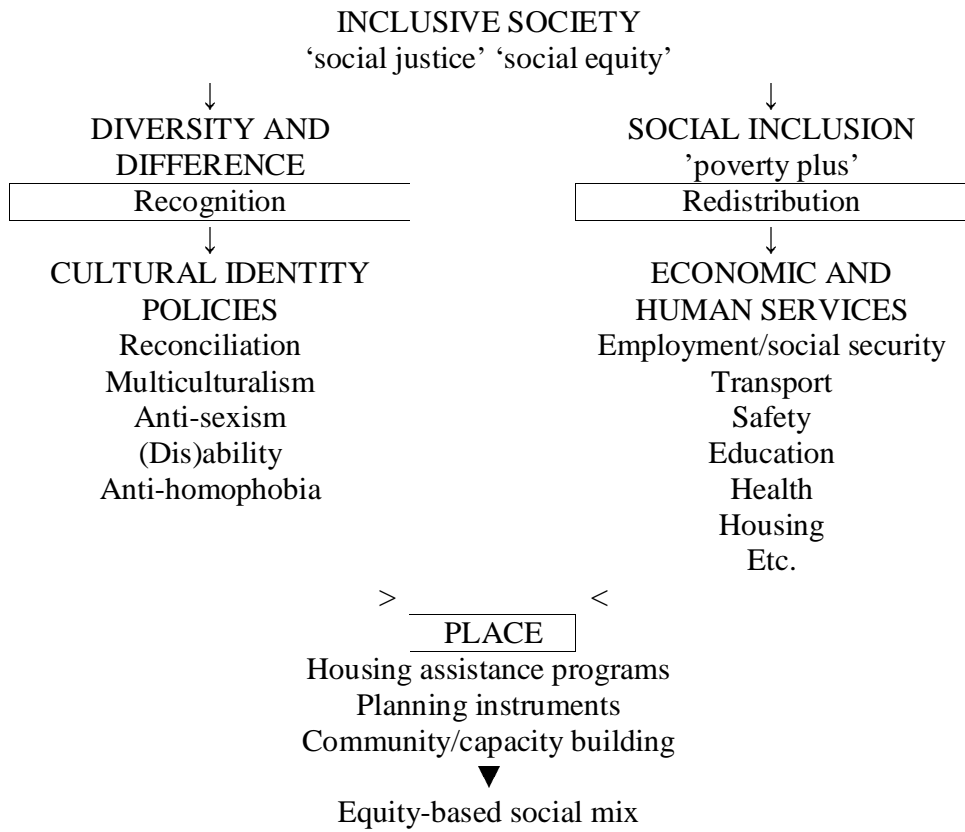 INCLUSIVE SOCIETY
‘social justice’ ‘social equity’
↓ ↓
DIVERSITY AND
DIFFERENCE
Recognition
↓
CULTURAL IDENTITY
POLICIES
Reconciliation
Multiculturalism
Anti-sexism
(Dis)ability
Anti-homophobia
SOCIAL INCLUSION
’poverty plus’
Redistribution
↓
ECONOMIC AND
HUMAN SERVICES
Employment/social security
Transport
Safety
Education
Health
Housing
Etc.
> <
PLACE
Housing assistance programs
Planning instruments
Community/capacity building
▼
Equity-based social mix